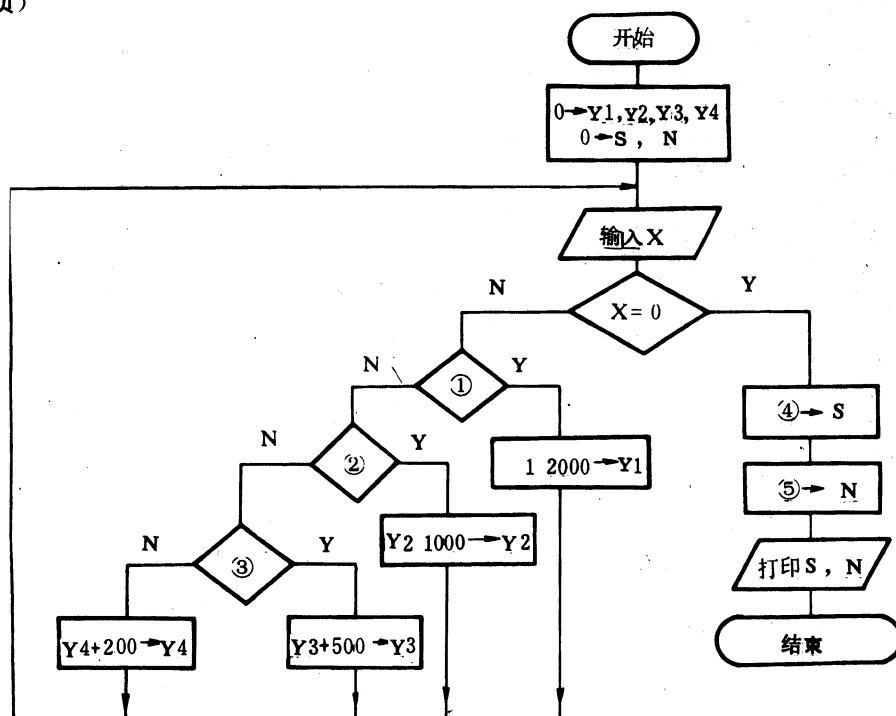 开始
0→Y1,Y2,Y3,Y4
0→S , N
输入X
N
Y
X= 0
N
①
Y
④→ S
N
②
Y
1 2000→Y1
⑤→ N
N
③
Y
Y2 1000→Y2
打印S , N
Y4+200→Y4
Y3+500→Y3
结束